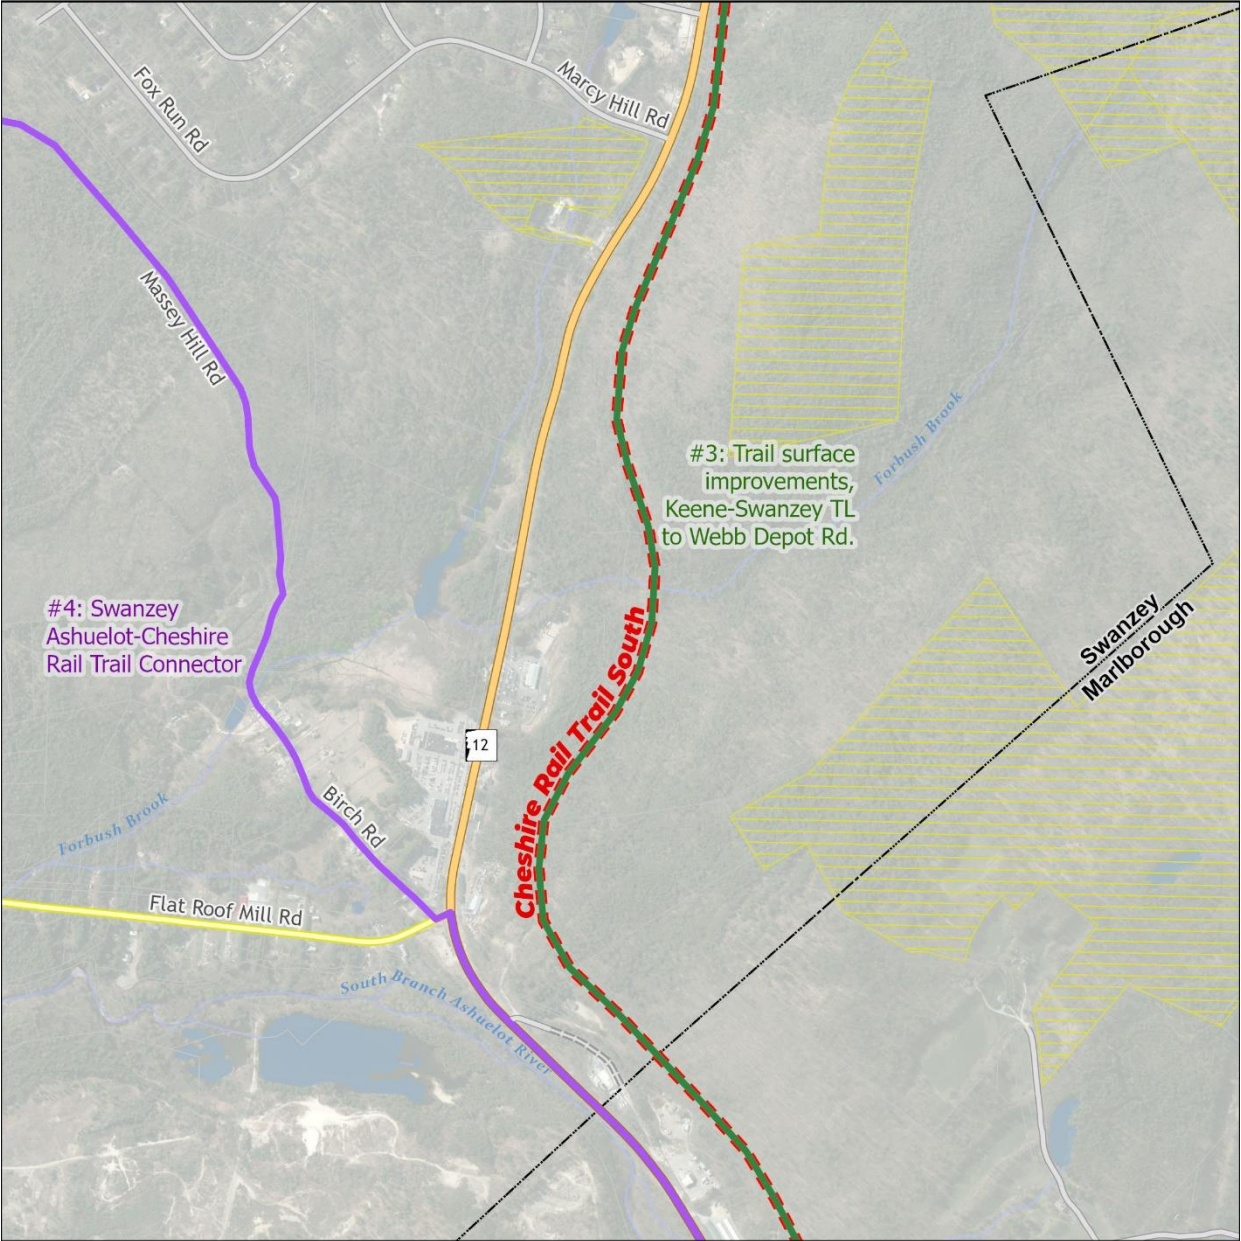 Fox Run Rd
Marcy Hill Rd
Massey Hill Rd
Forbush Brook
#3: Trail surface
improvements,
Keene-Swanzey TL
to Webb Depot Rd.
#4: Swanzey
Ashuelot-Cheshire
Rail Trail Connector
Swanzey
Marlborough
Cheshire Rail Trail South
12
Birch Rd
Forbush Brook
Flat Roof Mill Rd
South Branch Ashuelot River